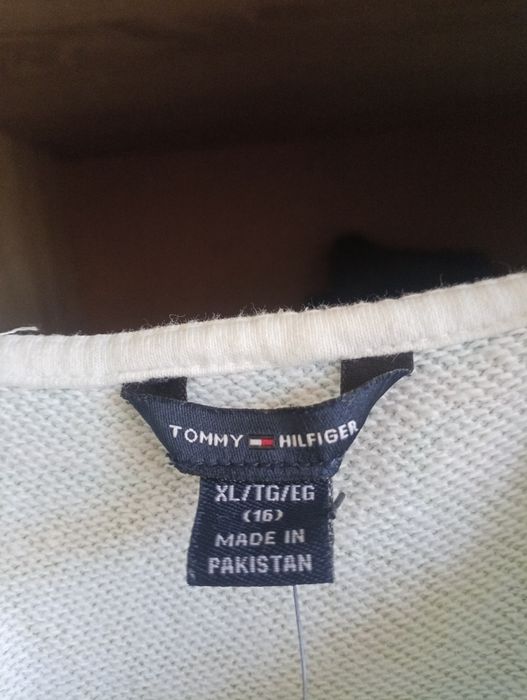 TOMMY HILFIGER
XL/TG/EG
(16)
MADE IN
PAKISTAN